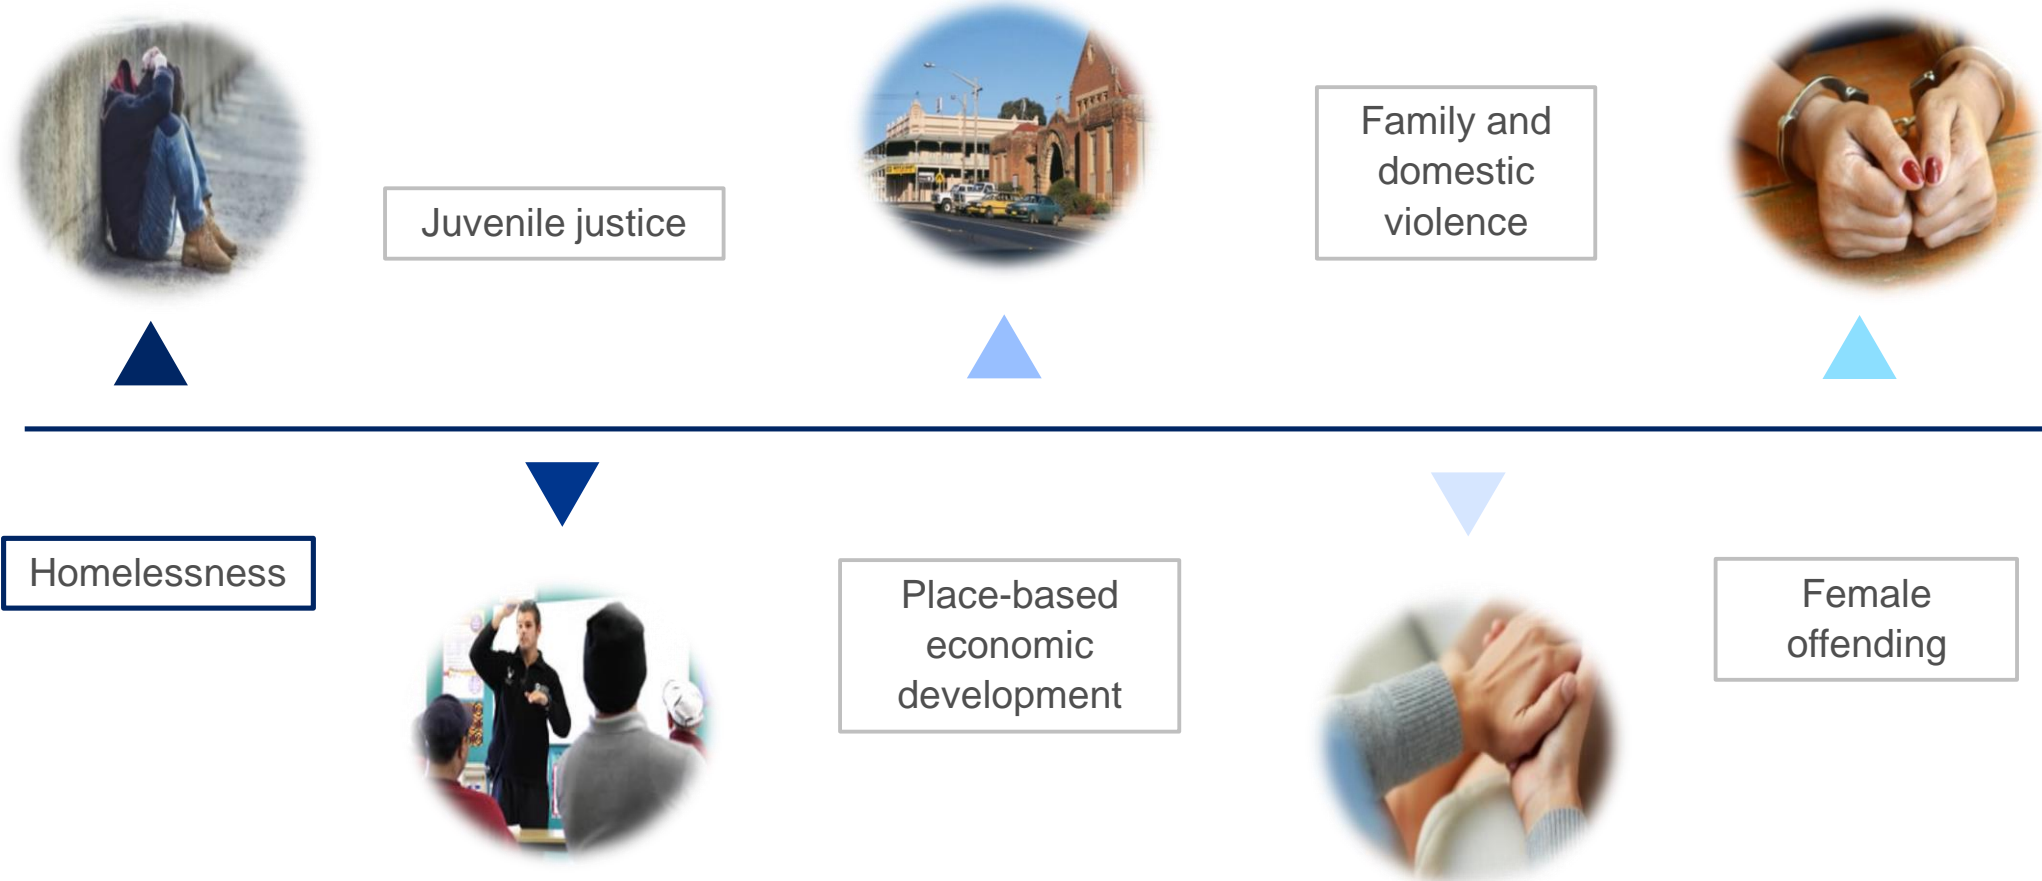 Juvenile justice
Family and
domestic
violence
Homelessness
Place-based
economic
development
Female
offending